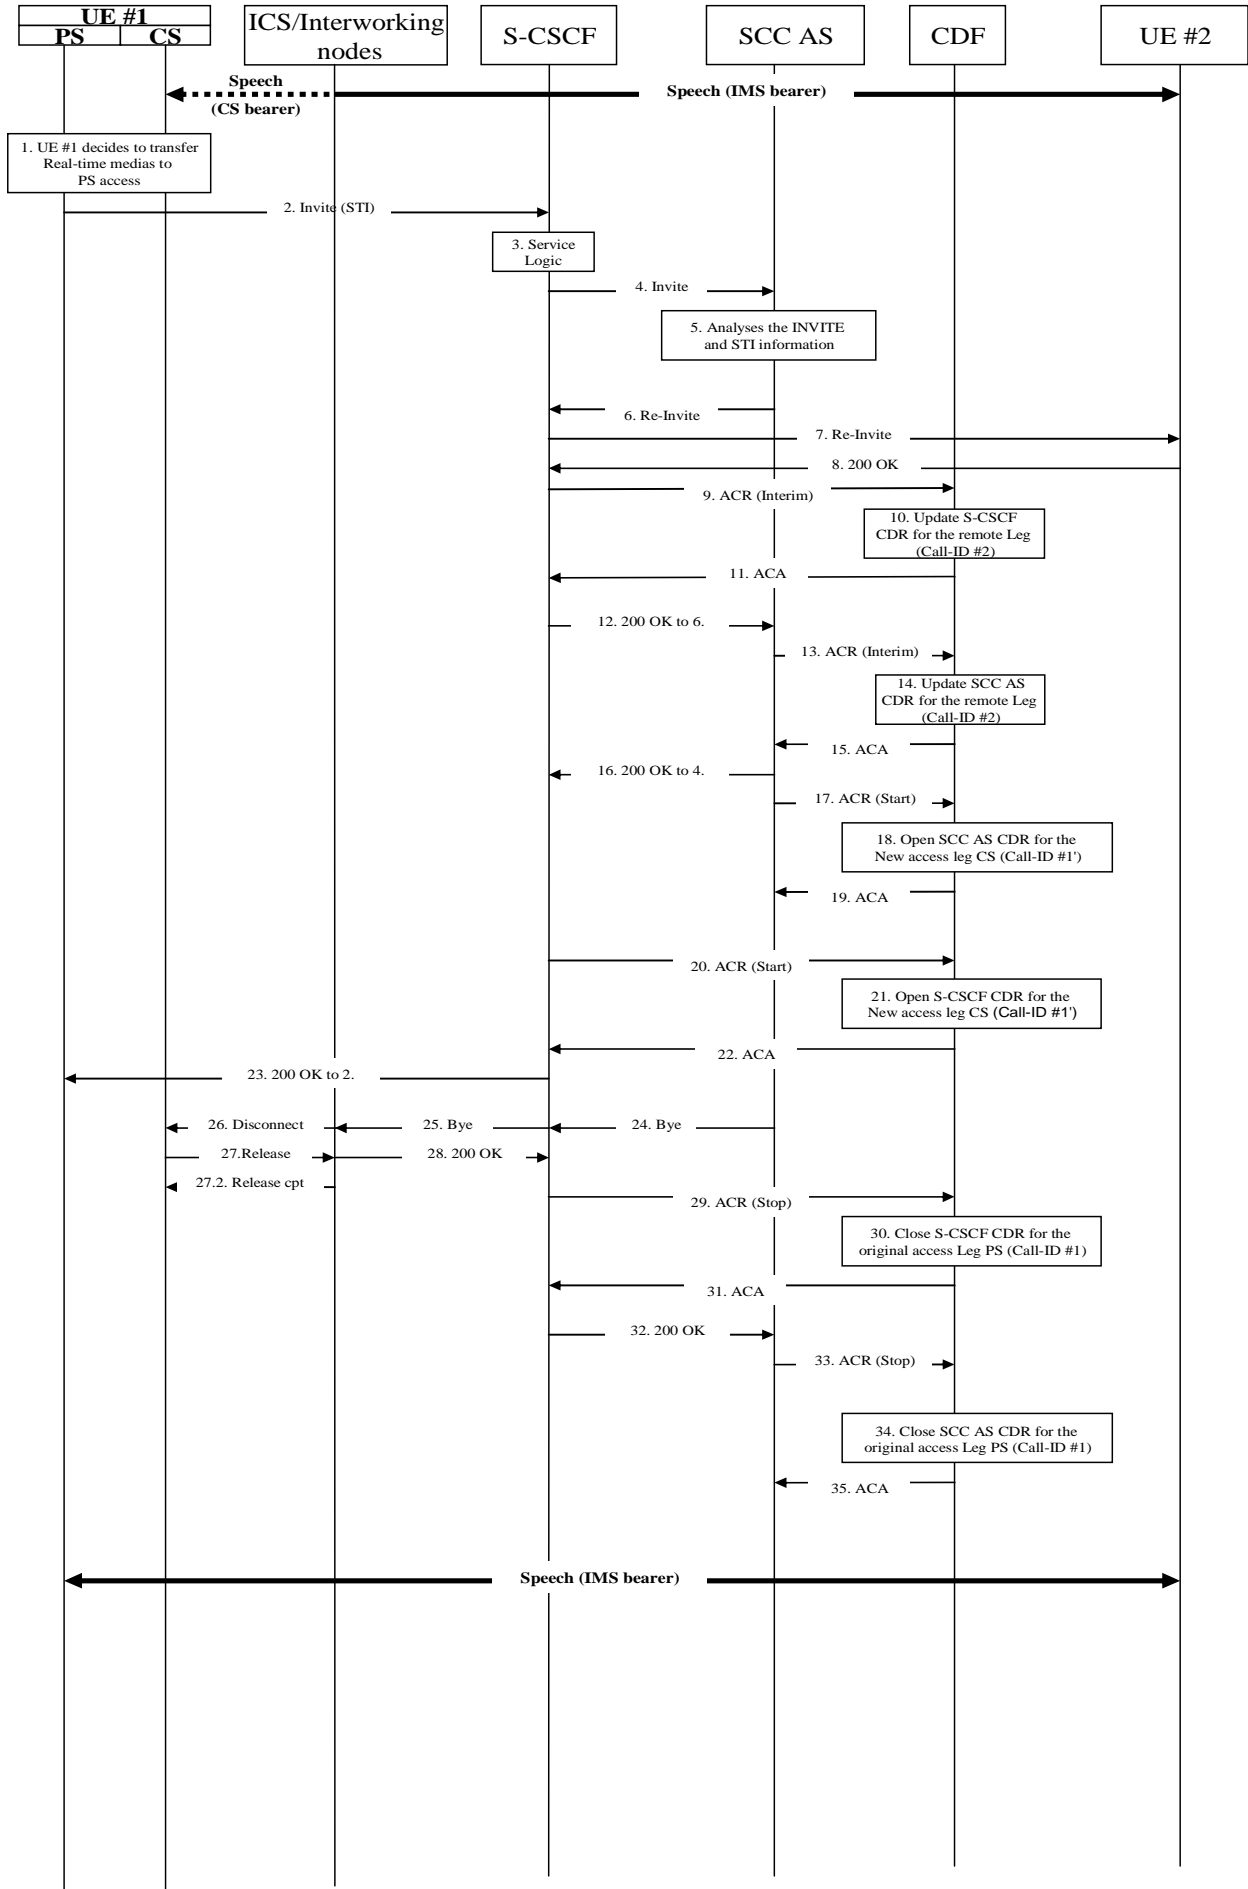 UE #1
PS
CS
ICS/Interworking
nodes
S-CSCF
SCC AS
CDF
UE #2
Speech
(CS bearer)
Speech (IMS bearer)
1. UE #1 decides to transfer
Real-time medias to
PS access
2. Invite (STI)
3. Service
Logic
4. Invite
5. Analyses the INVITE
and STI information
6. Re-Invite
7. Re-Invite
8. 200 OK
9. ACR (Interim)
10. Update S-CSCF
CDR for the remote Leg
(Call-ID #2)
11. ACA
12. 200 OK to 6.
13. ACR (Interim)
14. Update SCC AS
CDR for the remote Leg
(Call-ID #2)
15. ACA
16. 200 OK to 4.
17. ACR (Start)
18. Open SCC AS CDR for the
New access leg CS (Call-ID #1')
19. ACA
20. ACR (Start)
21. Open S-CSCF CDR for the
New access leg CS (Call-ID #1')
22. ACA
23. 200 OK to 2.
26. Disconnect
25. Bye
24. Bye
27.Release
28. 200 OK
27.2. Release cpt
29. ACR (Stop)
30. Close S-CSCF CDR for the
original access Leg PS (Call-ID #1)
31. ACA
32. 200 OK
33. ACR (Stop)
34. Close SCC AS CDR for the
original access Leg PS (Call-ID #1)
35. ACA
Speech (IMS bearer)